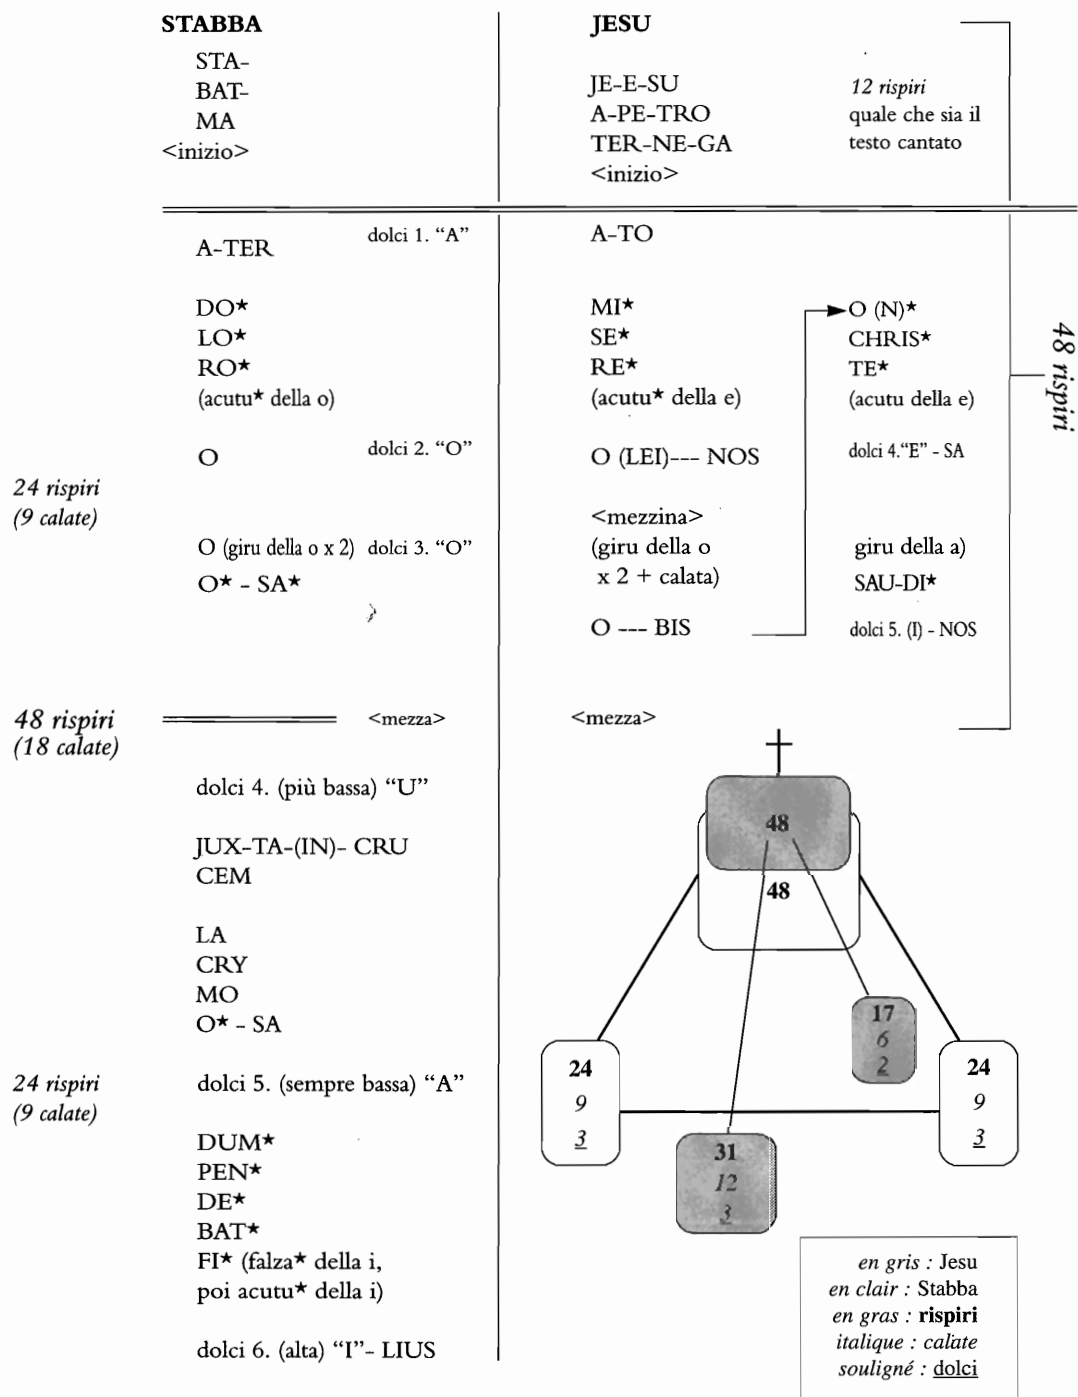 STABBA
STA-
BAT-
MA
<inizio>
A-TER dolci 1. “A”
DO★
LO★
RO★
(acutu★ della o)
O dolci 2. “O”
24 rispiri
(9 calate)
O (giru della o x 2) dolci 3. “O”
O★ - SA★
48 rispiri
(18 calate)
<mezza>
dolci 4. (più bassa) “U”
JUX-TA-(IN)- CRU
CEM
LA
CRY
MO
O★ - SA
24 rispiri
(9 calate)
dolci 5. (sempre bassa) “A”
DUM★
PEN★
DE★
BAT★
FI★ (falza★ della i,
poi acutu★ della i)
dolci 6. (alta) “I”- LIUS
JESU
JE-E-SU
A-PE-TRO
TER-NE-GA
<inizio>
12 rispiri
quale che sia il
testo cantato
A-TO
MI★
SE★
RE★
(acutu★ della e)
O (LEI)--- NOS
<mezzina>
(giru della o
x 2 + calata)
O --- BIS
O (N)★
CHRIS★
TE★
(acutu della e)
dolci 4.“E” - SA
giru della a)
SAU-DI★
dolci 5. (I) - NOS
48 rispiri
<mezza>
48
48
17
6
2
24
9
3
24
9
3
31
12
3
en gris : Jesu
en clair : Stabba
en gras : rispiri
italique : calate
souligné : dolci